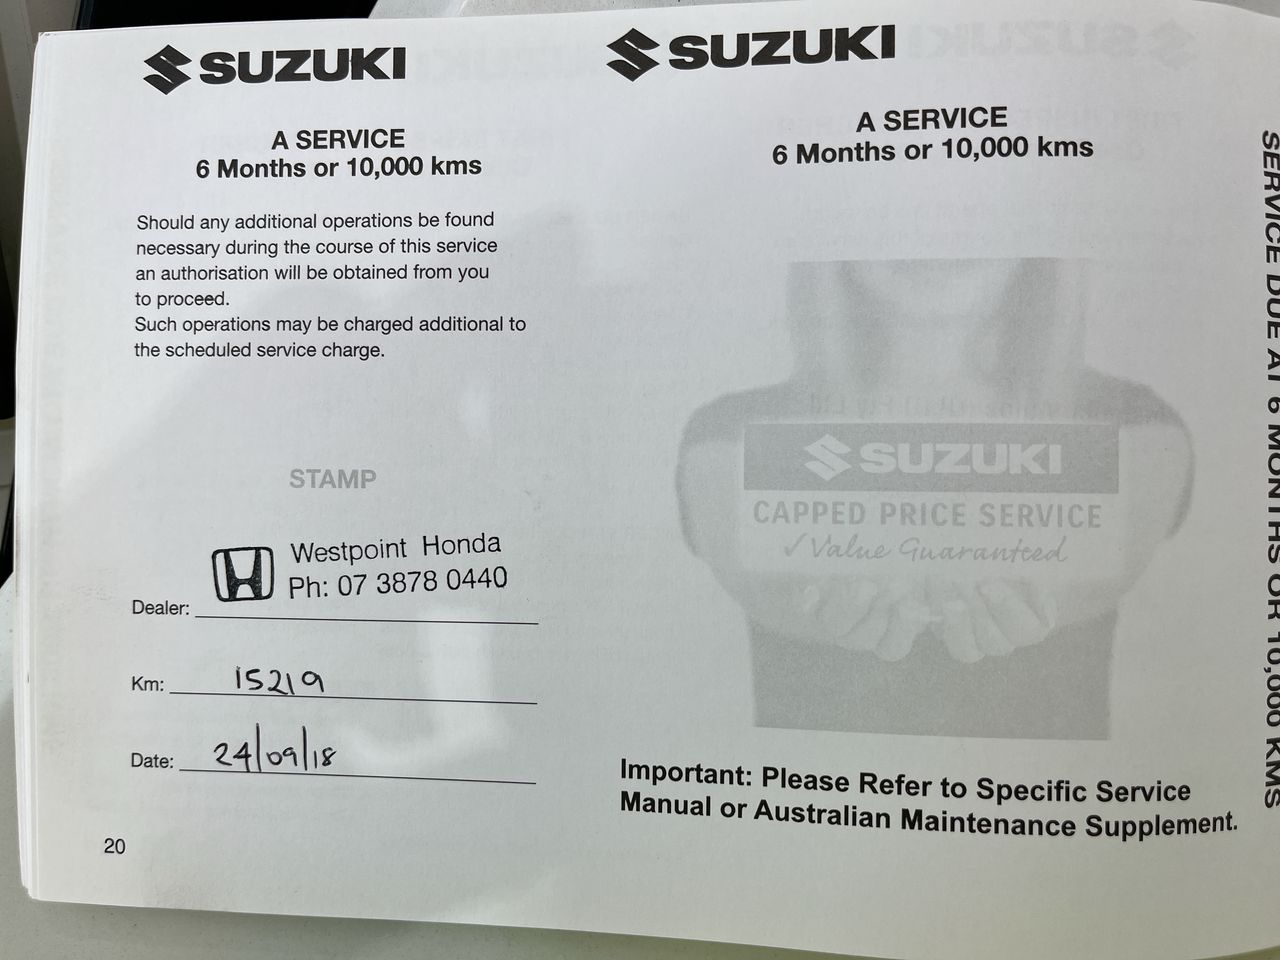 SUZUKI
A SERVICE
6 Months or 10,000 kms
Should any additional operations be found
necessary during the course of this service
an authorisation will be obtained from you
to proceed.
Such operations may be charged additional to
the scheduled service charge.
STAMP
Westpoint Honda
Ph: 07 3878 0440
Dealer:
Km: 15219
Date: 24/09/18
20
SUZUKI
A SERVICE
6 Months or 10,000 kms
SUZUKI
CAPPED PRICE SERVICE
✓Value Guaranteed
Important: Please Refer to Specific Service
Manual or Australian Maintenance Supplement.
SERVICE DUE AT 6 MONTHS OR 10,000 KMS